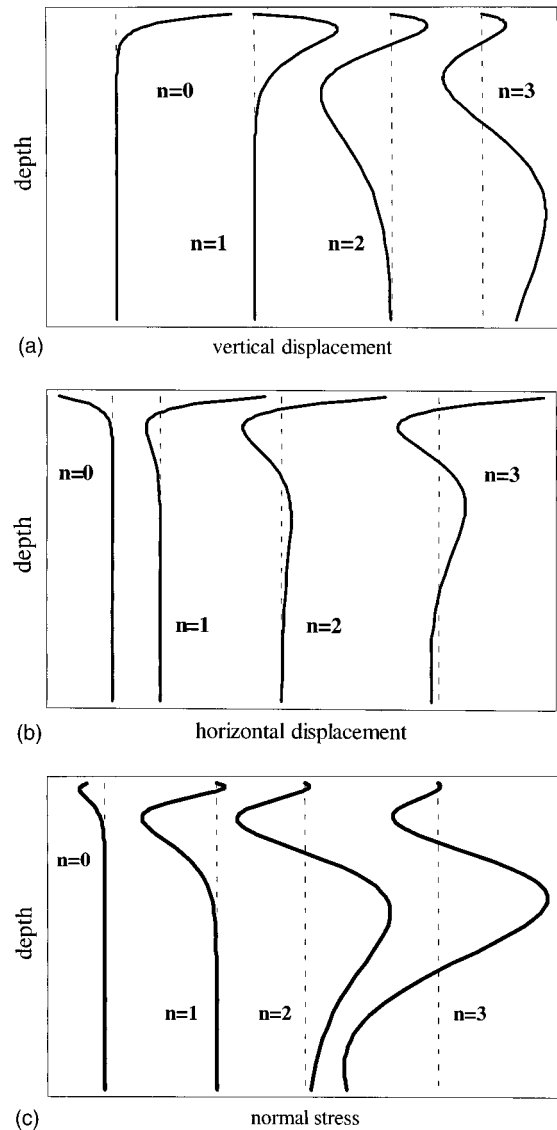 n=0
n=3
n=1
n=2
depth
(a)
vertical displacement
n=0
n=3
n=1
n=2
depth
(b)
horizontal displacement
n=0
n=1
n=2
n=3
depth
(c)
normal stress